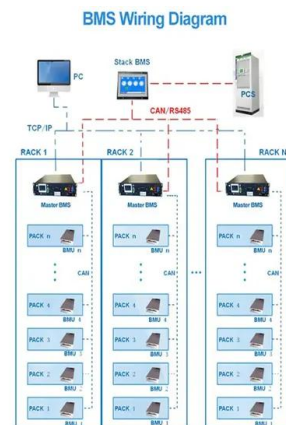 BMS Wiring Diagram
PC
Stack BMS
PCS
CAN/RS485
TCP/IP
RACK 1
RACK 2
RACK N
Master BMS
Master BMS
Master BMS
PACK n
BMU n
PACK n
BMU n
PACK n
BMU n
CAN
CAN
CAN
...
PACK 4
BMU 4
PACK 4
BMU 4
PACK 4
BMU 4
PACK 3
BMU 3
PACK 3
BMU 3
PACK 3
BMU 3
PACK 2
BMU 2
PACK 2
BMU 2
PACK 2
BMU 2
PACK 1
BMU 1
PACK 1
BMU 1
PACK 1
BMU 1